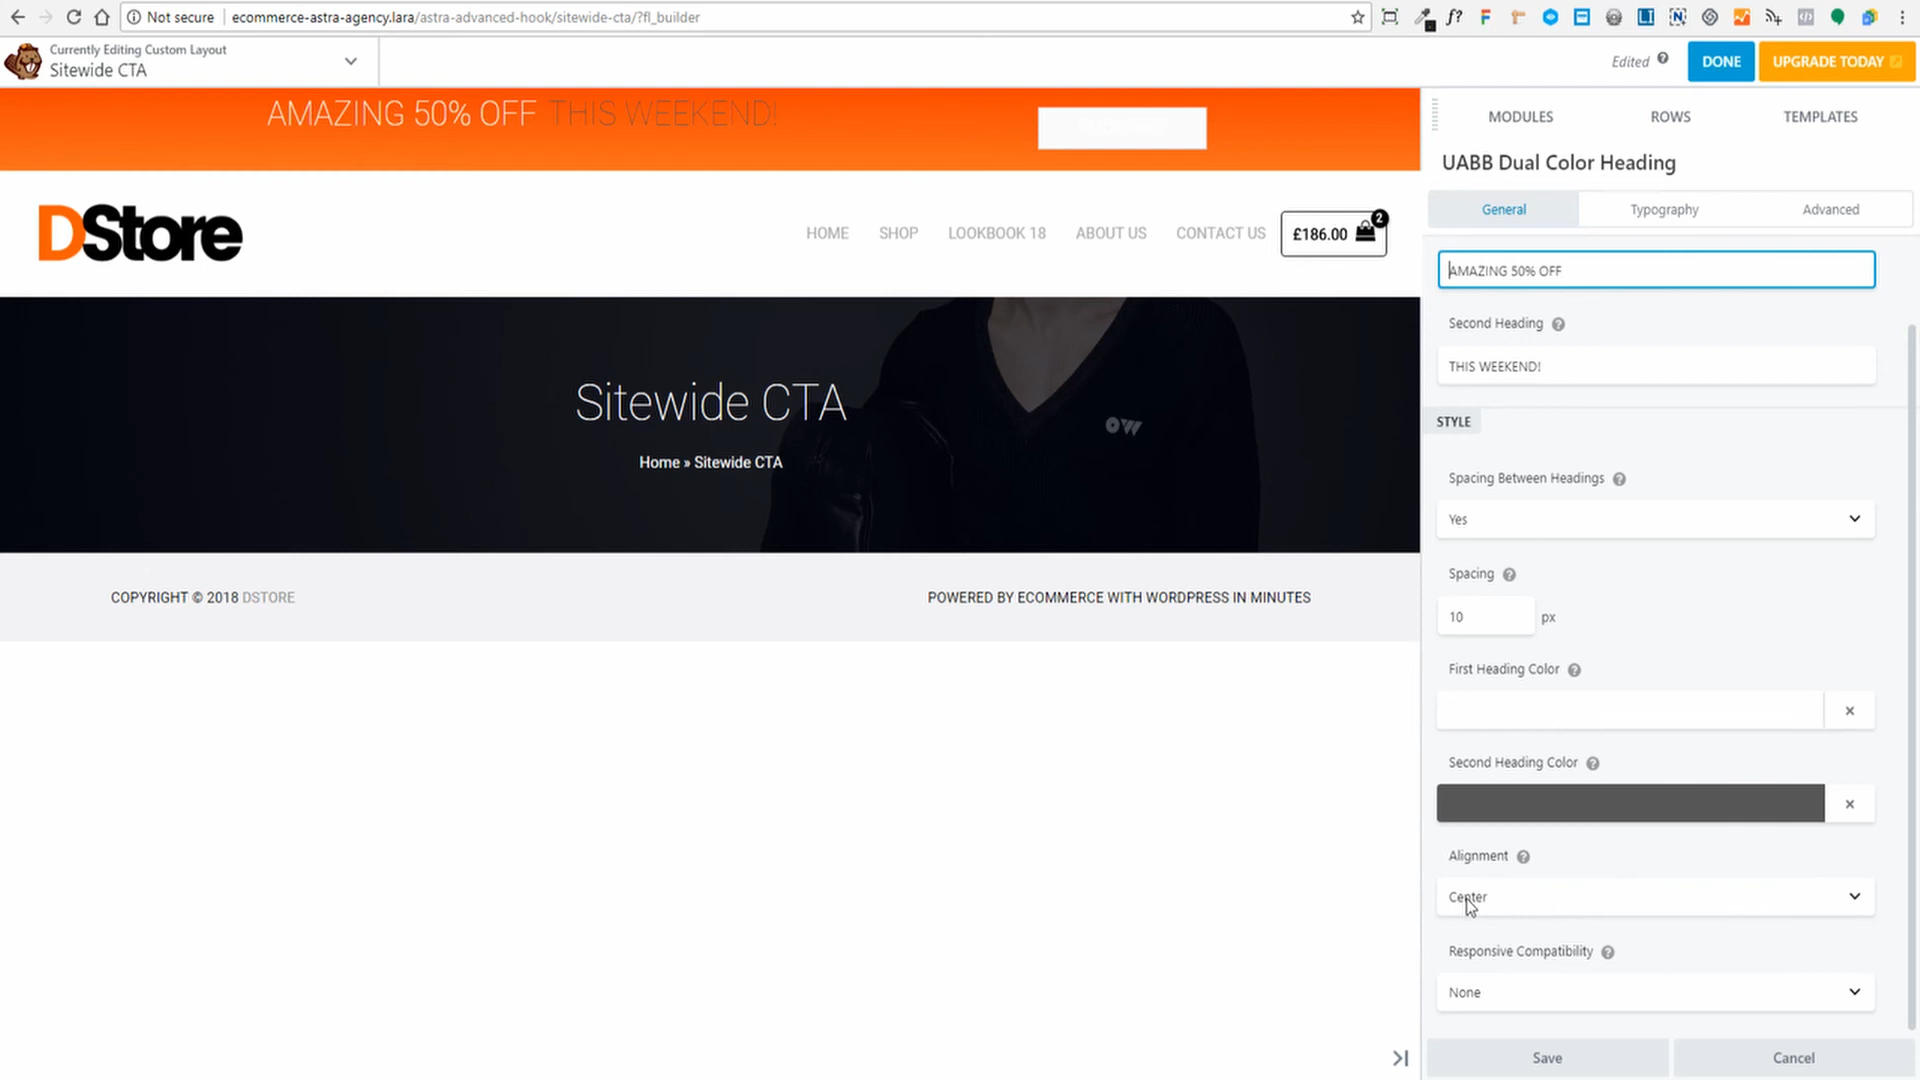 Not secure
ecommerce-astra-agency.lara/astra-advanced-hook/sitewide-cta/?fl_builder
Currently Editing Custom Layout
Sitewide CTA
Edited
DONE
UPGRADE TODAY
AMAZING 50% OFF THIS WEEKEND!
DStore
HOME
SHOP
LOOKBOOK 18
ABOUT US
CONTACT US
£186.00
2
Sitewide CTA
Home » Sitewide CTA
OW
COPYRIGHT © 2018 DSTORE
POWERED BY ECOMMERCE WITH WORDPRESS IN MINUTES
MODULES
ROWS
TEMPLATES
UABB Dual Color Heading
General
Typography
Advanced
AMAZING 50% OFF
Second Heading
THIS WEEKEND!
STYLE
Spacing Between Headings
Yes
Spacing
10
px
First Heading Color
Second Heading Color
Alignment
Center
Responsive Compatibility
None
Save
Cancel